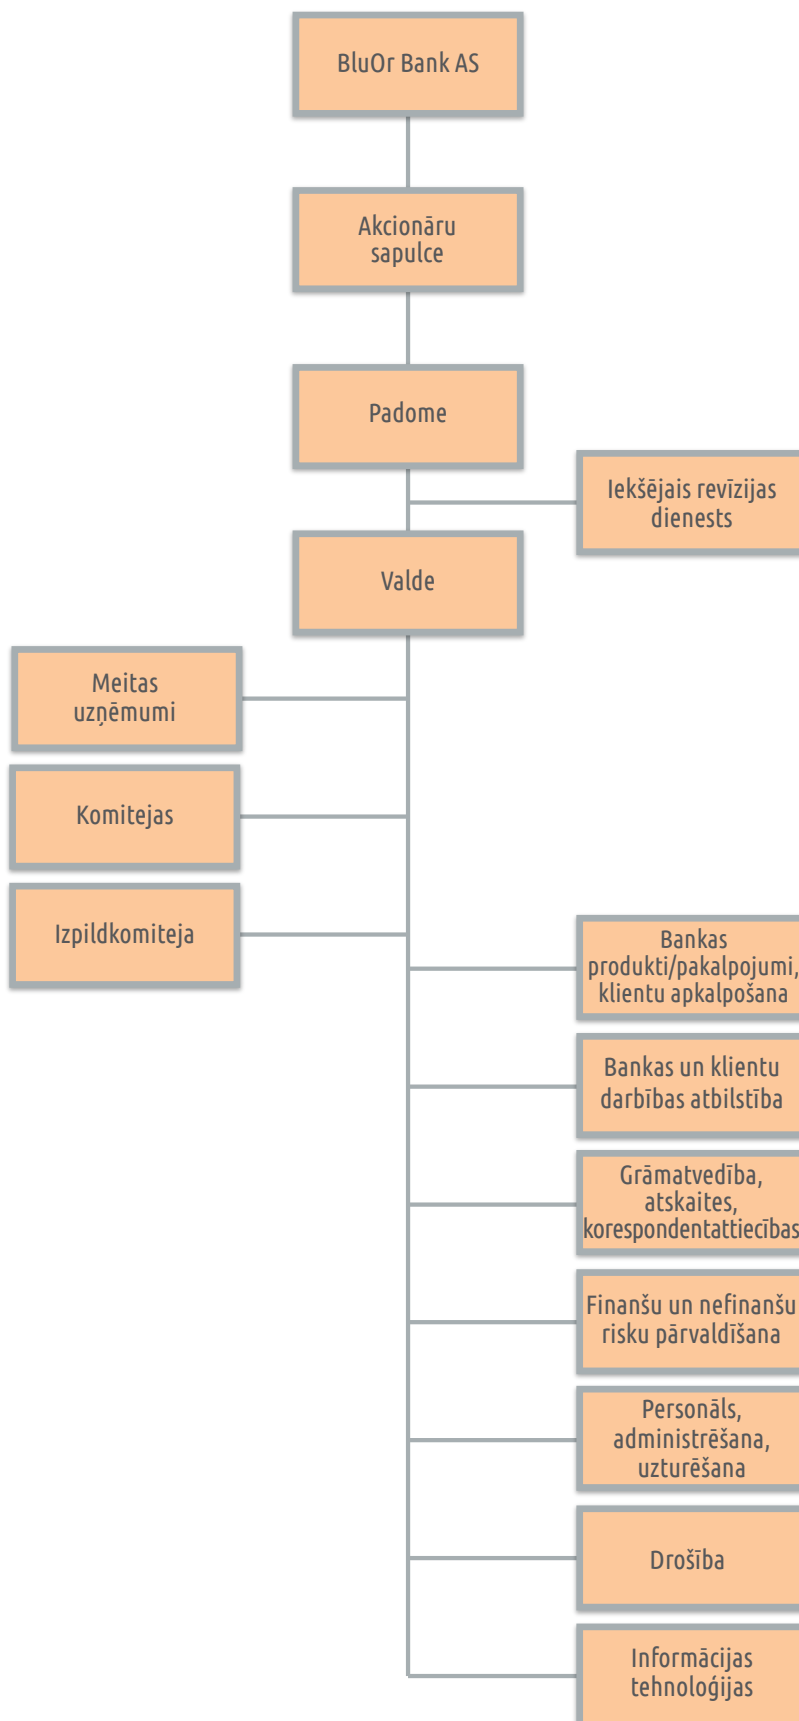 BluOr Bank AS
Akcionāru
sapulce
Padome
Iekšējais revīzijas
dienests
Valde
Meitas
uzņēmumi
Komitejas
Izpildkomiteja
Bankas
produkti/pakalpojumi,
klientu apkalpošana
Bankas un klientu
darbības atbilstība
Grāmatvedība,
atskaites,
korespondentattiecības
Finanšu un nefinanšu
risku pārvaldīšana
Personāls,
administrēšana,
uzturēšana
Drošība
Informācijas
tehnoloģijas